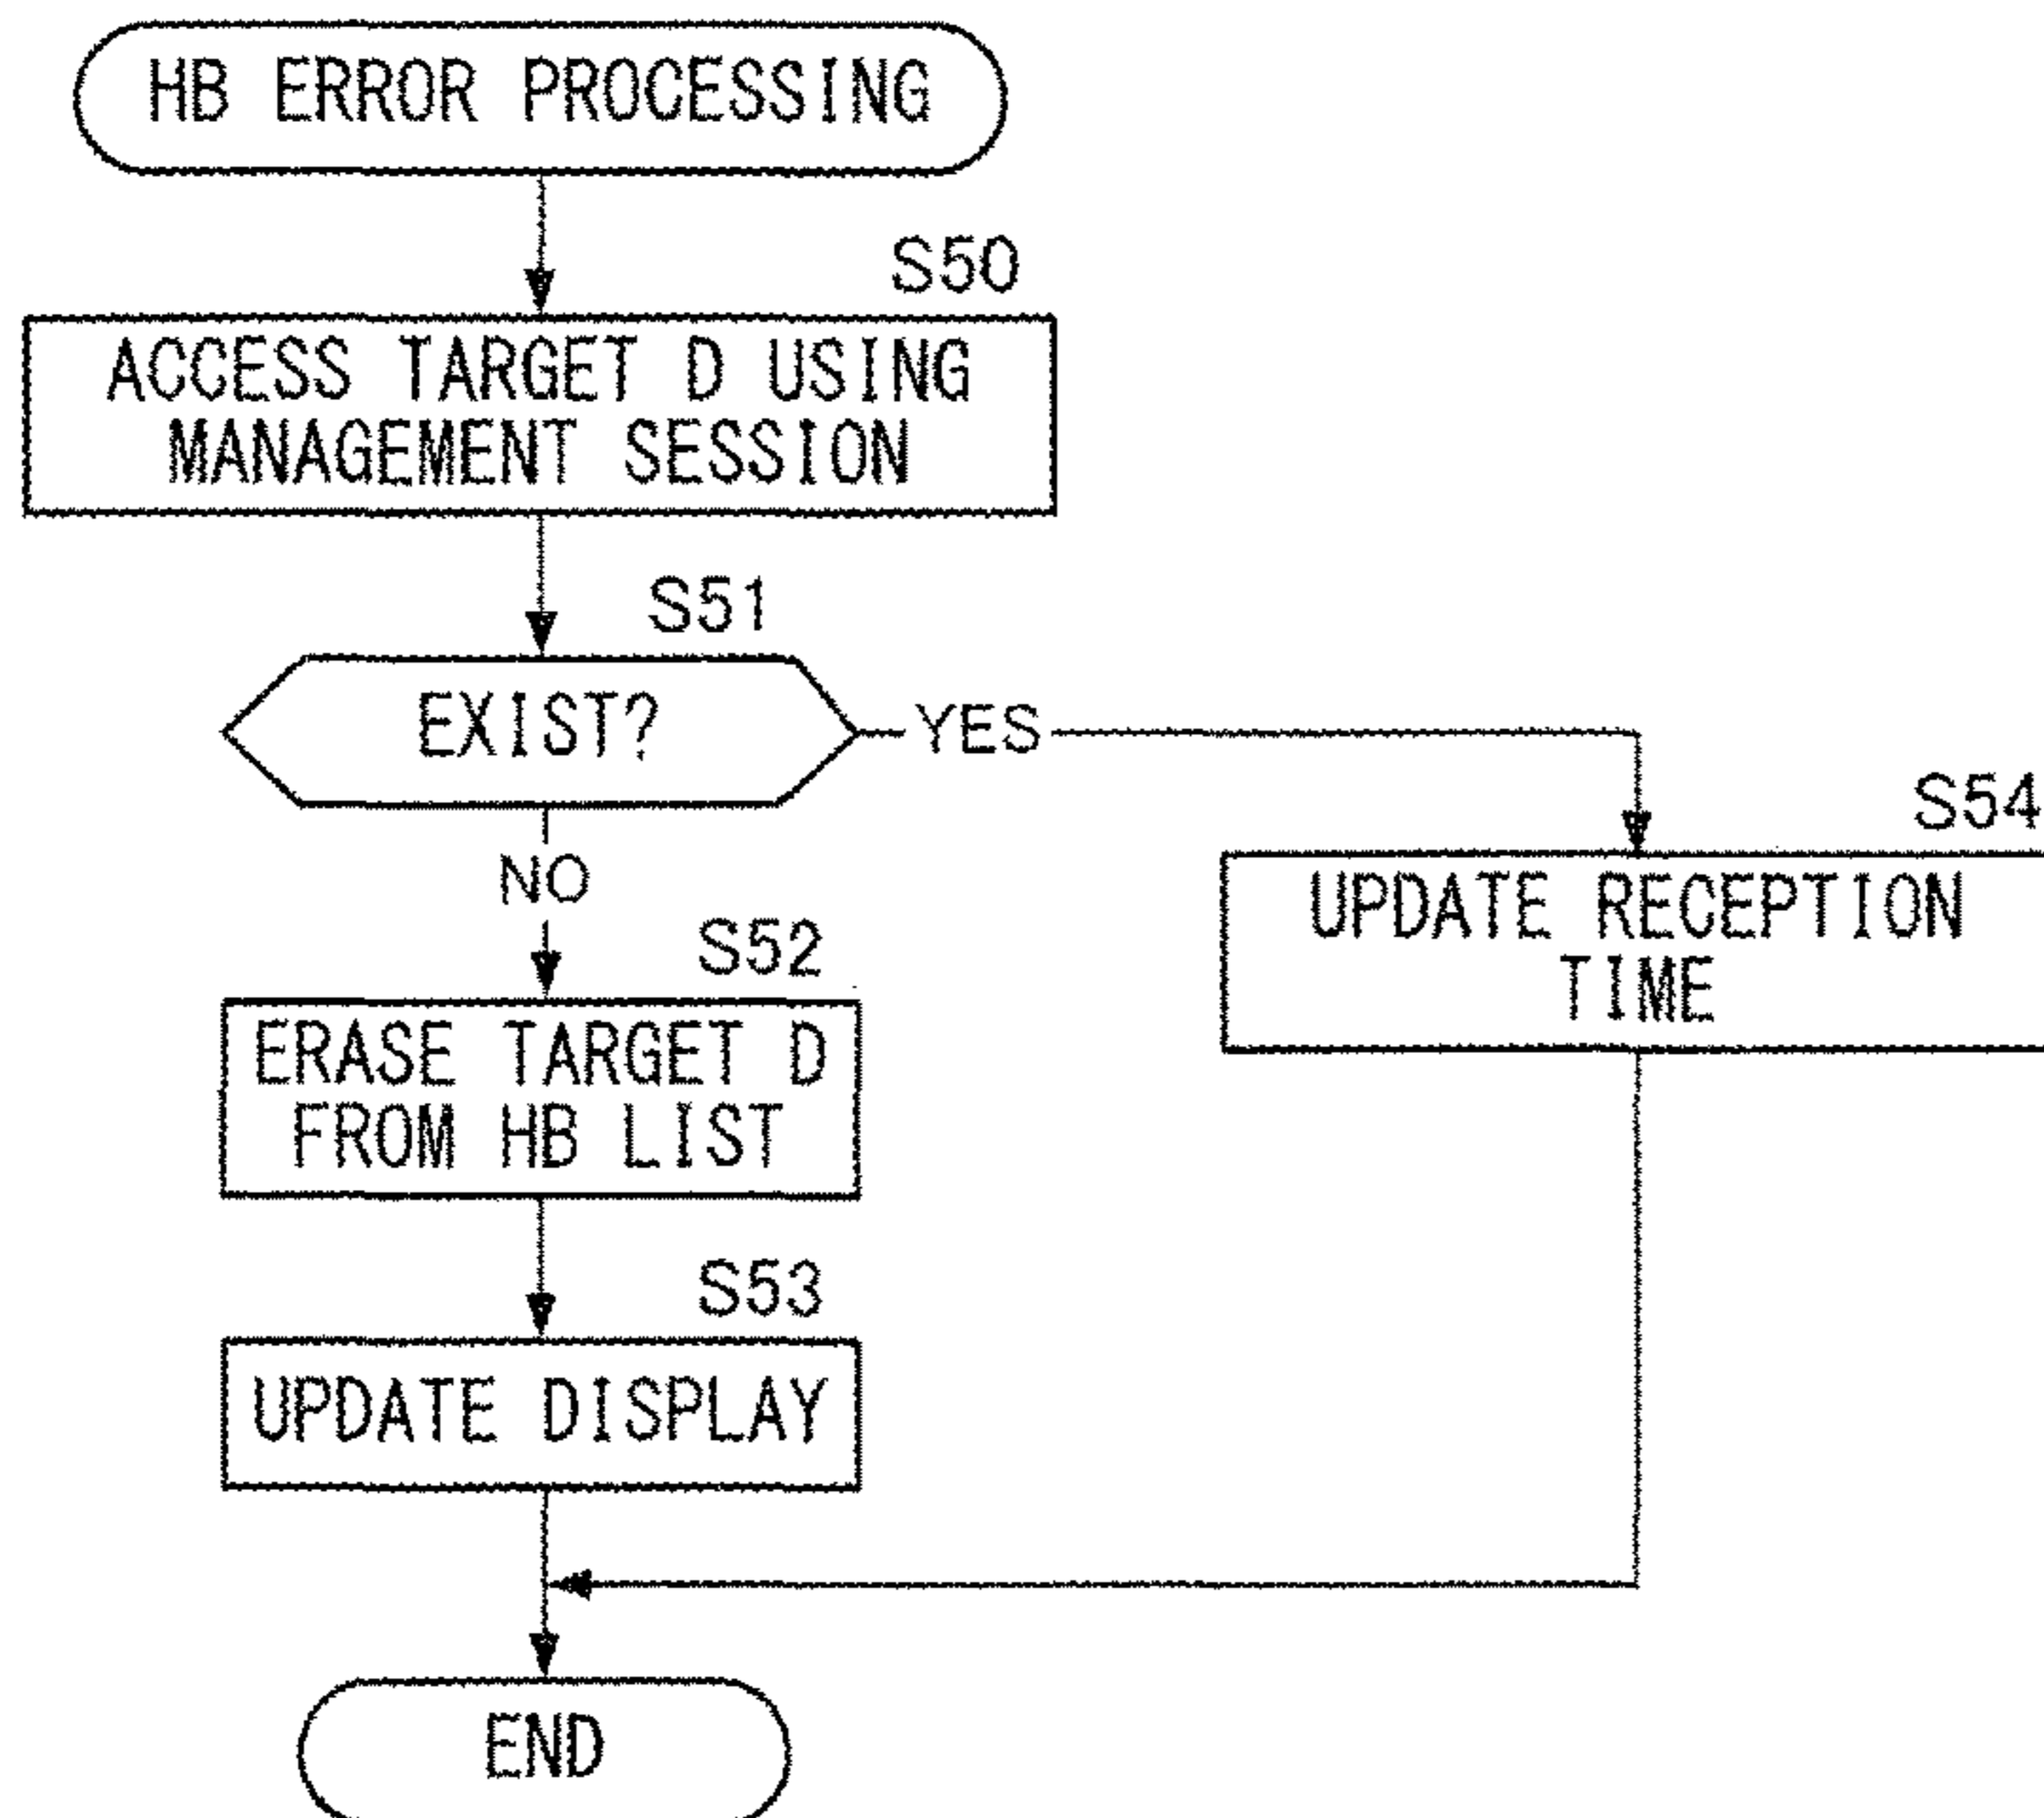 HB ERROR PROCESSING
S50
ACCESS TARGET D USING
MANAGEMENT SESSION
S51
EXIST?
YES
NO
S54
UPDATE RECEPTION
TIME
S52
ERASE TARGET D
FROM HB LIST
S53
UPDATE DISPLAY
END